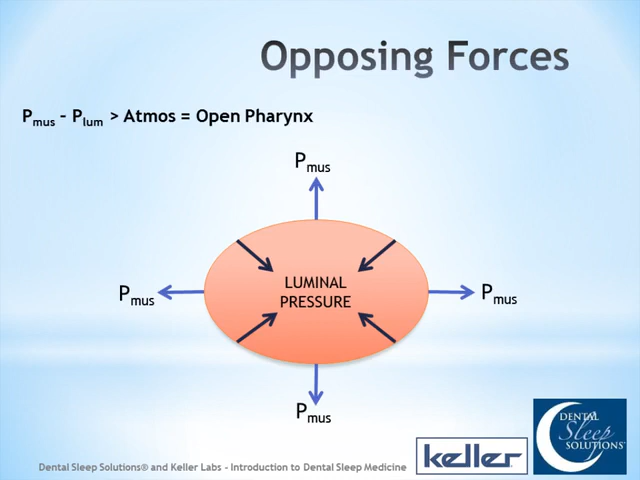 Opposing Forces
Pmus – Plum > Atmos = Open Pharynx
Pmus
Pmus
LUMINAL
PRESSURE
Pmus
Pmus
Dental Sleep Solutions® and Keller Labs - Introduction to Dental Sleep Medicine
keller
DENTAL
Sleep
SOLUTIONS